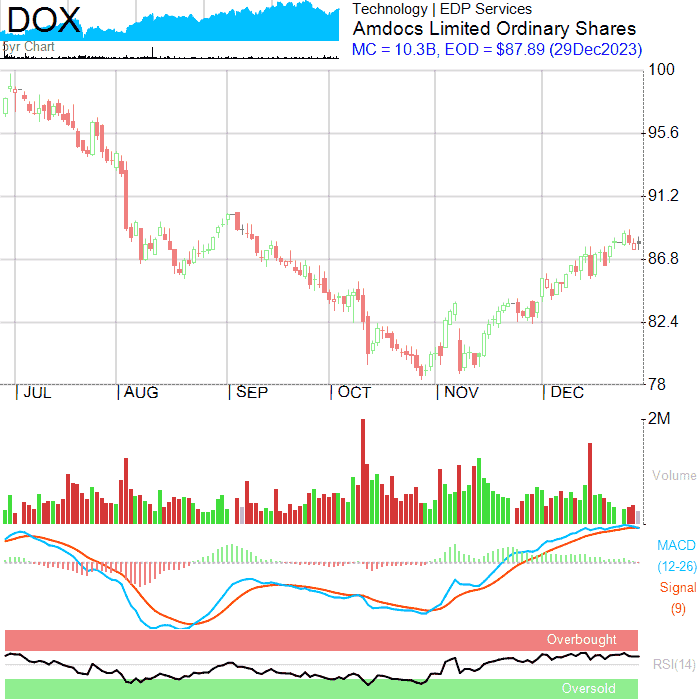 DOX
5yr Chart
Technology | EDP Services
Amdocs Limited Ordinary Shares
MC = 10.3B, EOD = $87.89 (29Dec2023)
100
95.6
91.2
86.8
82.4
78
JUL AUG SEP OCT NOV DEC
2M
Volume
MACD
(12-26)
Signal
(9)
Overbought
RSI(14)
Oversold